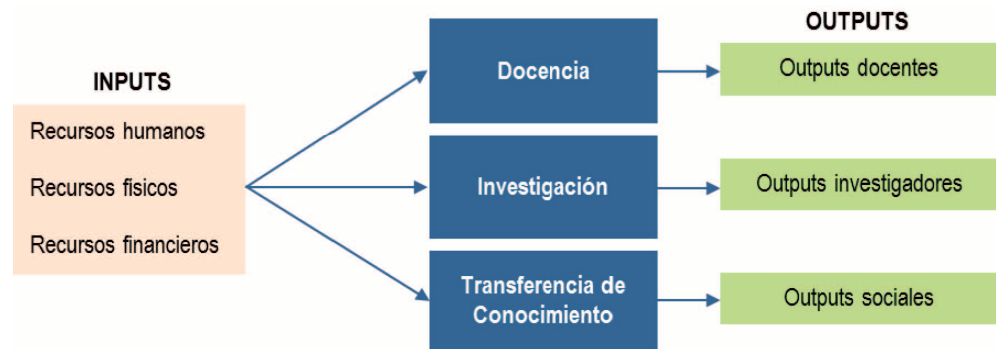 INPUTS
Recursos humanos
Recursos físicos
Recursos financieros
Docencia
Investigación
Transferencia de
Conocimiento
OUTPUTS
Outputs docentes
Outputs investigadores
Outputs sociales